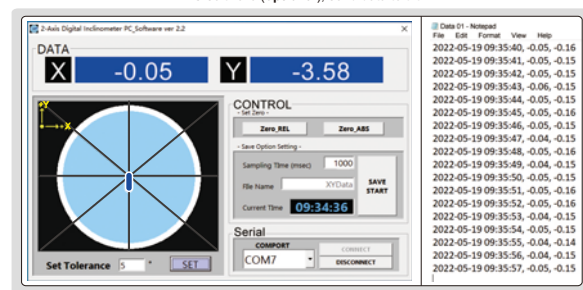 2-Axis Digital Inclinometer PC_Software ver 2.2
DATA
X -0.05 Y -3.58
Y
X
Set Tolerance 5 ° SET
CONTROL
- Set Zero -
Zero_REL Zero_ABS
- Save Option Setting -
Sampling Time (msec) 1000
File Name XYData
Current Time 09:34:36
SAVE
START
Serial
COMPORT
COM7
CONNECT
DISCONNECT
Data 01 - Notepad
File Edit Format View Help
2022-05-19 09:35:40, -0.05, -0.16
2022-05-19 09:35:41, -0.05, -0.15
2022-05-19 09:35:42, -0.05, -0.15
2022-05-19 09:35:43, -0.06, -0.15
2022-05-19 09:35:44, -0.05, -0.15
2022-05-19 09:35:45, -0.05, -0.16
2022-05-19 09:35:46, -0.05, -0.15
2022-05-19 09:35:47, -0.04, -0.15
2022-05-19 09:35:48, -0.05, -0.16
2022-05-19 09:35:49, -0.04, -0.15
2022-05-19 09:35:50, -0.05, -0.15
2022-05-19 09:35:51, -0.05, -0.16
2022-05-19 09:35:52, -0.05, -0.16
2022-05-19 09:35:53, -0.04, -0.15
2022-05-19 09:35:54, -0.05, -0.15
2022-05-19 09:35:55, -0.04, -0.14
2022-05-19 09:35:56, -0.04, -0.15
2022-05-19 09:35:57, -0.05, -0.15